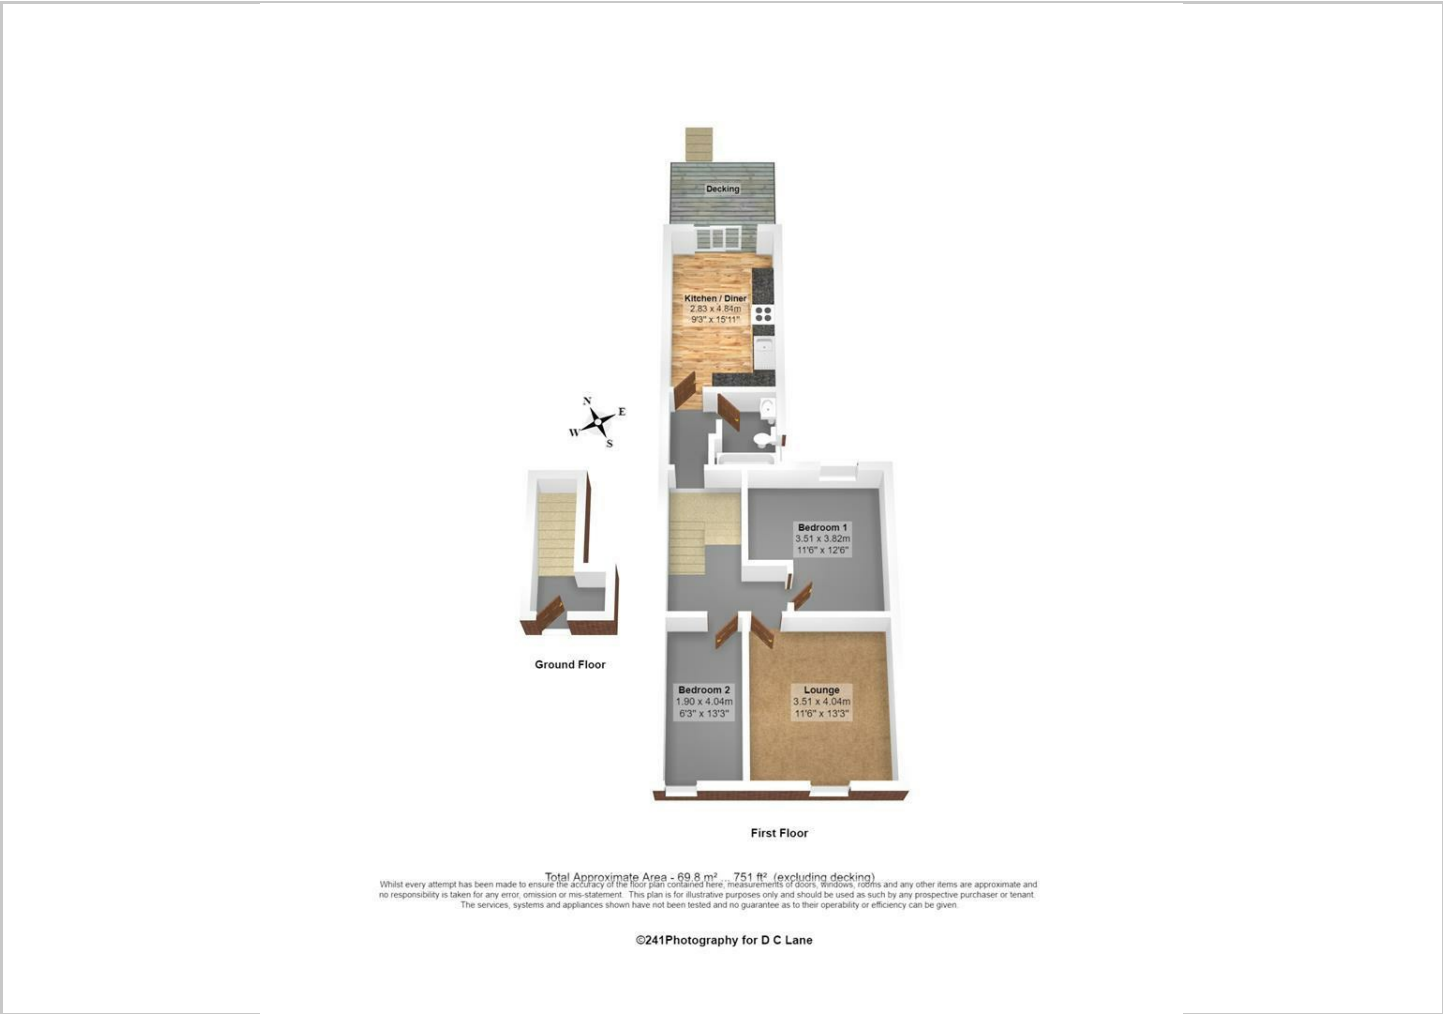 Decking
Kitchen / Diner
2.83 x 4.84m
9'3" x 15'11"
N
E
W
S
Bedroom 1
3.51 x 3.82m
11'6" x 12'6"
Ground Floor
Bedroom 2
1.90 x 4.04m
6'3" x 13'3"
Lounge
3.51 x 4.04m
11'6" x 13'3"
First Floor
Total Approximate Area - 69.8 m² ... 751 ft² (excluding decking)
Whilst every attempt has been made to ensure the accuracy of the floor plan contained here, measurements of doors, windows, rooms and any other items are approximate and
no responsibility is taken for any error, omission or mis-statement. This plan is for illustrative purposes only and should be used as such by any prospective purchaser or tenant.
The services, systems and appliances shown have not been tested and no guarantee as to their operability or efficiency can be given.
©241Photography for D C Lane